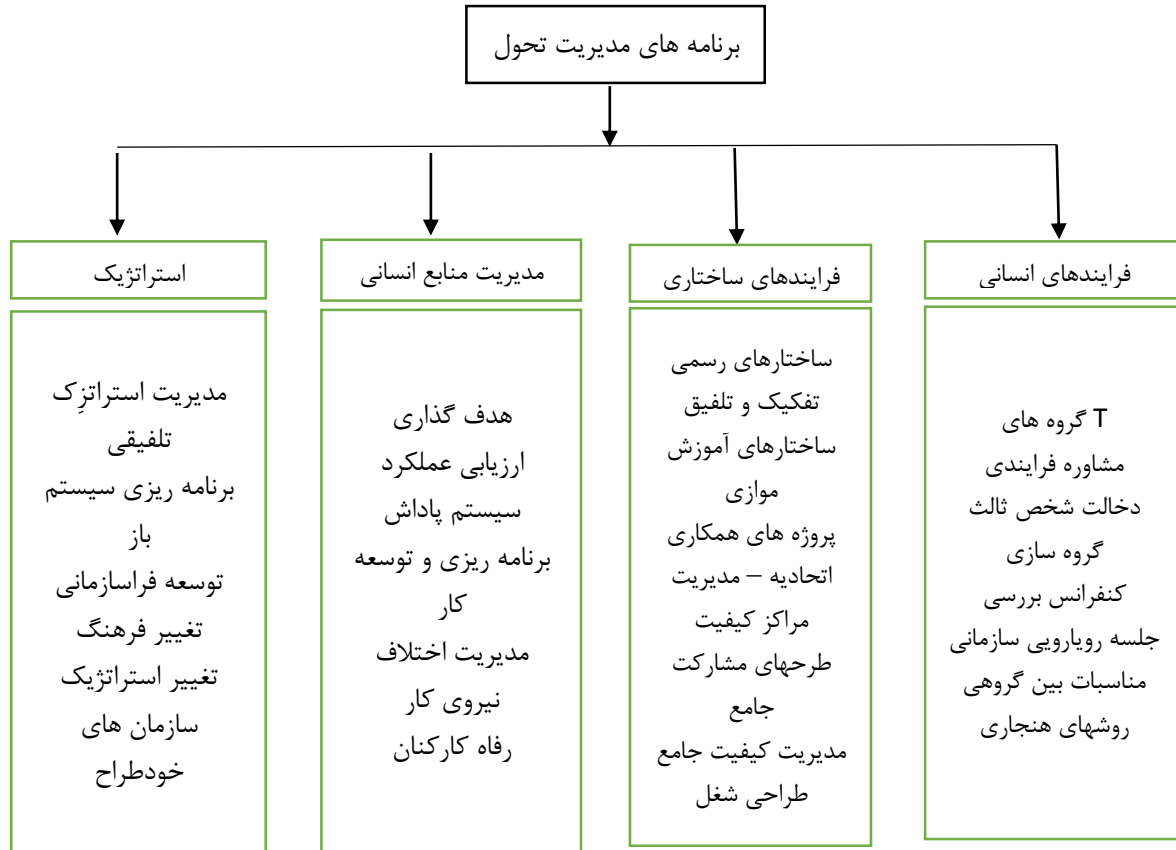 برنامه های مدیریت تحول
فرایندهای انسانی
T گروه های
مشاوره فرایندی
دخالت شخص ثالث
گروه سازی
کنفرانس بررسی
جلسه رویارویی سازمانی
مناسبات بین گروهی
روشهای هنجاری
فرایندهای ساختاری
ساختارهای رسمی
تفکیک و تلفیق
ساختارهای آموزش
موازی
پروژه های همکاری
اتحادیه – مدیریت
مراکز کیفیت
طرحهای مشارکت
جامع
مدیریت کیفیت جامع
طراحی شغل
مدیریت منابع انسانی
هدف گذاری
ارزیابی عملکرد
سیستم پاداش
برنامه ریزی و توسعه
کار
مدیریت اختلاف
نیروی کار
رفاه کارکنان
استراتژیک
مدیریت استراتزِک
تلفیقی
برنامه ریزی سیستم
باز
توسعه فراسازمانی
تغییر فرهنگ
تغییر استراتژیک
سازمان های
خودطراح